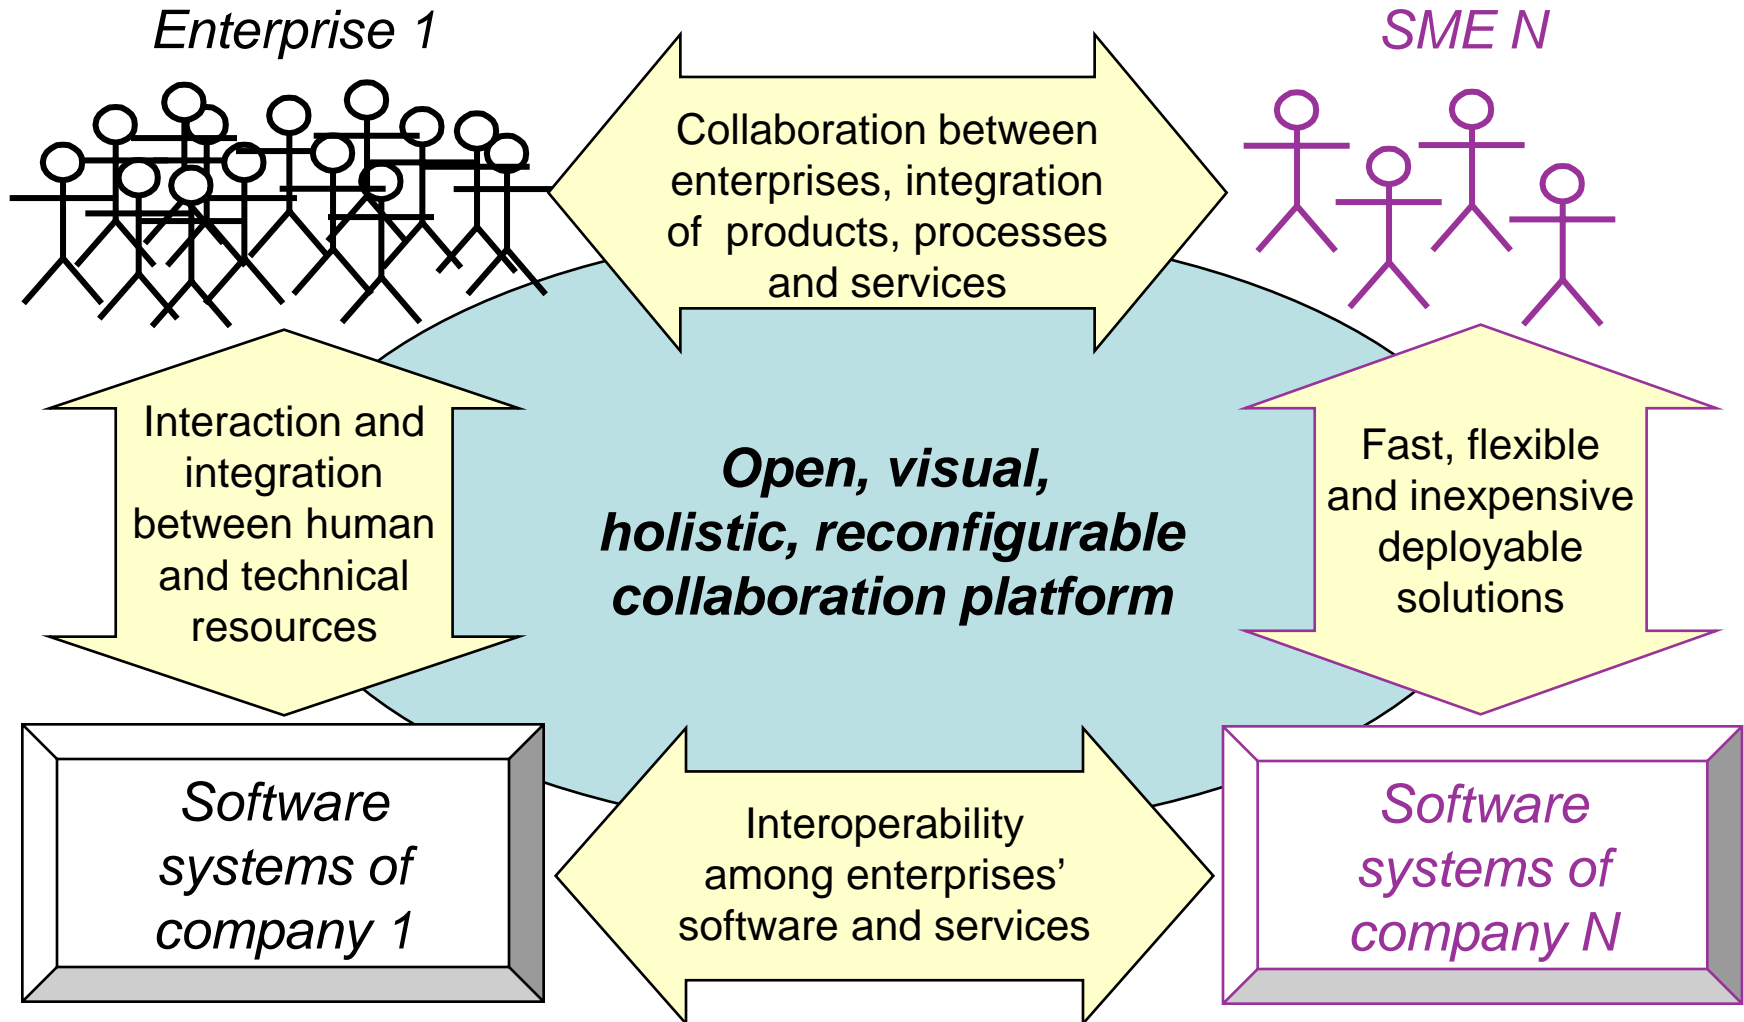 Enterprise 1
SME N
Collaboration between
enterprises, integration
of products, processes
and services
Interaction and
integration
between human
and technical
resources
Open, visual,
holistic, reconfigurable
collaboration platform
Fast, flexible
and inexpensive
deployable
solutions
Software
systems of
company 1
Interoperability
among enterprises’
software and services
Software
systems of
company N